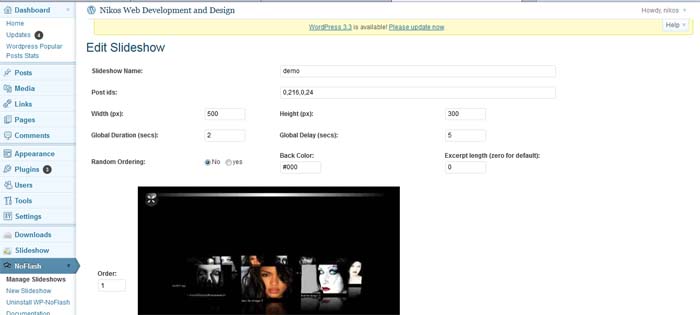 Dashboard
Home
Updates 4
Wordpress Popular
Posts Stats
Posts
Media
Links
Pages
Comments
Appearance
Plugins 3
Users
Tools
Settings
Downloads
Slideshow
NoFlash
Manage Slideshows
New Slideshow
Uninstall WP-NoFlash
Documentation
Nikos Web Development and Design
Howdy, nikos
WordPress 3.3 is available! Please update now.
Help
Edit Slideshow
Slideshow Name: demo
Post ids: 0,216,0,24
Width (px): 500 Height (px): 300
Global Duration (secs): 2 Global Delay (secs): 5
Random Ordering: No yes
Back Color: #000
Excerpt length (zero for default): 0
Order:
1